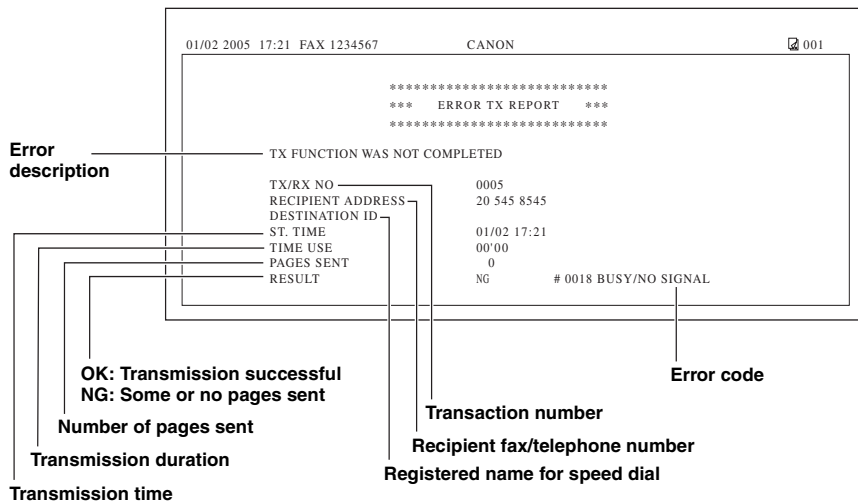 01/02 2005 17:21 FAX 1234567 CANON 001
***************************
*** ERROR TX REPORT ***
***************************
Error description
TX FUNCTION WAS NOT COMPLETED
TX/RX NO 0005
RECIPIENT ADDRESS 20 545 8545
DESTINATION ID
ST. TIME 01/02 17:21
TIME USE 00'00
PAGES SENT 0
RESULT NG # 0018 BUSY/NO SIGNAL
OK: Transmission successful
NG: Some or no pages sent
Error code
Transaction number
Number of pages sent
Recipient fax/telephone number
Transmission duration
Registered name for speed dial
Transmission time